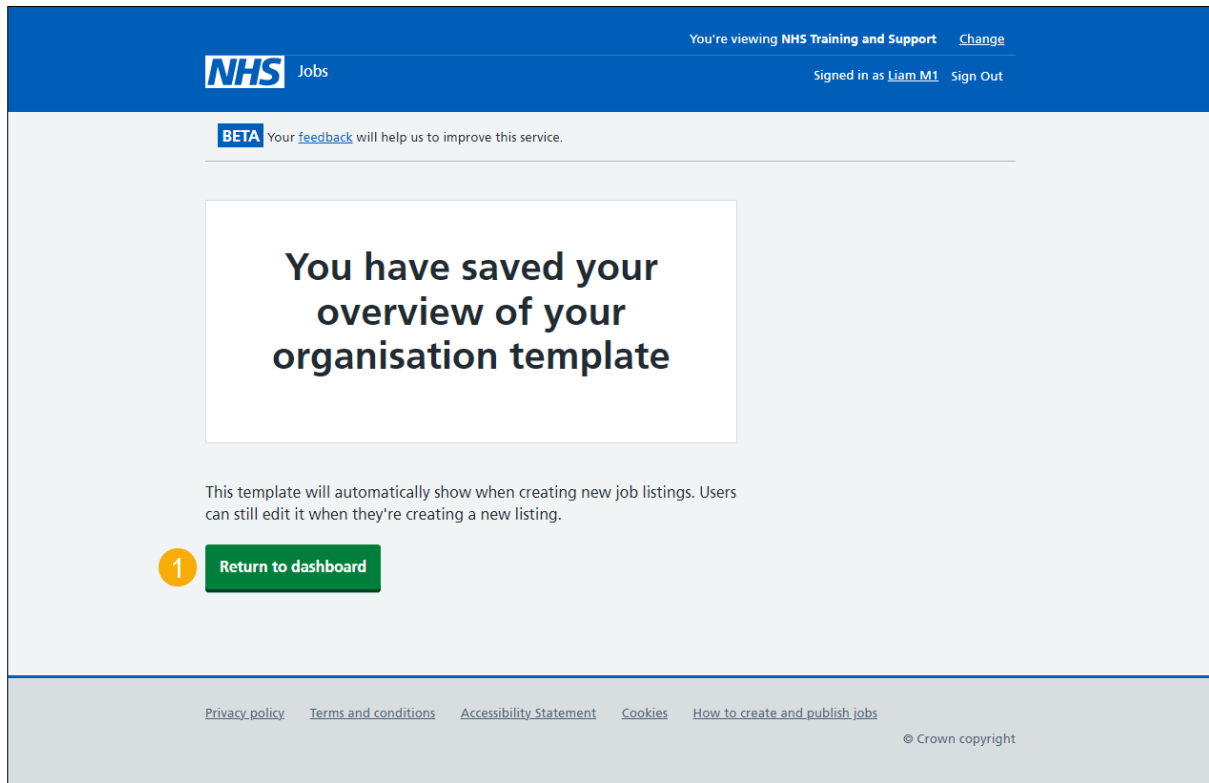 You're viewing NHS Training and Support Change
NHS Jobs
Signed in as Liam M1 Sign Out
BETA Your feedback will help us to improve this service.
You have saved your
overview of your
organisation template
This template will automatically show when creating new job listings. Users
can still edit it when they're creating a new listing.
1 Return to dashboard
Privacy policy Terms and conditions Accessibility Statement Cookies How to create and publish jobs
© Crown copyright